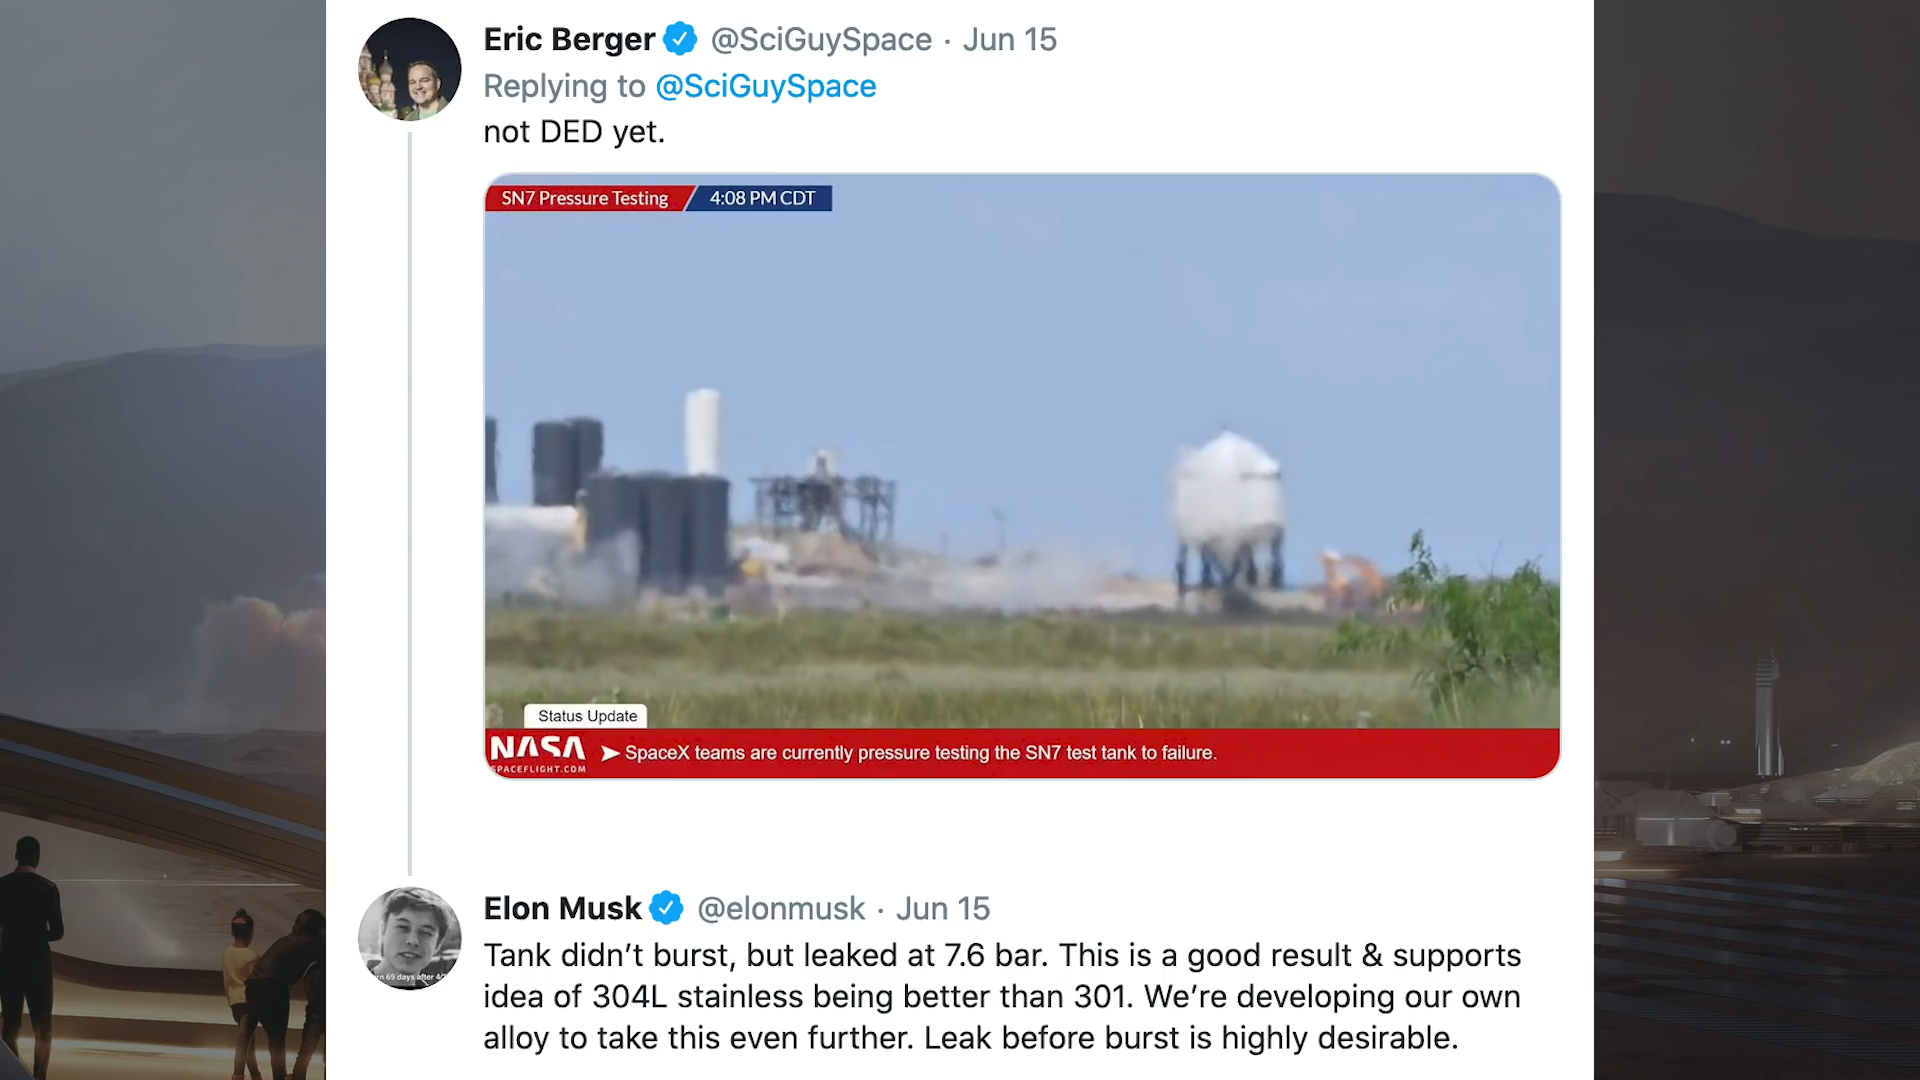 Eric Berger @SciGuySpace · Jun 15
Replying to @SciGuySpace
not DED yet.
SN7 Pressure Testing 4:08 PM CDT
Status Update
NASA
SPACEFLIGHT.COM
➤ SpaceX teams are currently pressure testing the SN7 test tank to failure.
Elon Musk @elonmusk · Jun 15
Tank didn’t burst, but leaked at 7.6 bar. This is a good result & supports
idea of 304L stainless being better than 301. We’re developing our own
alloy to take this even further. Leak before burst is highly desirable.
69 days after